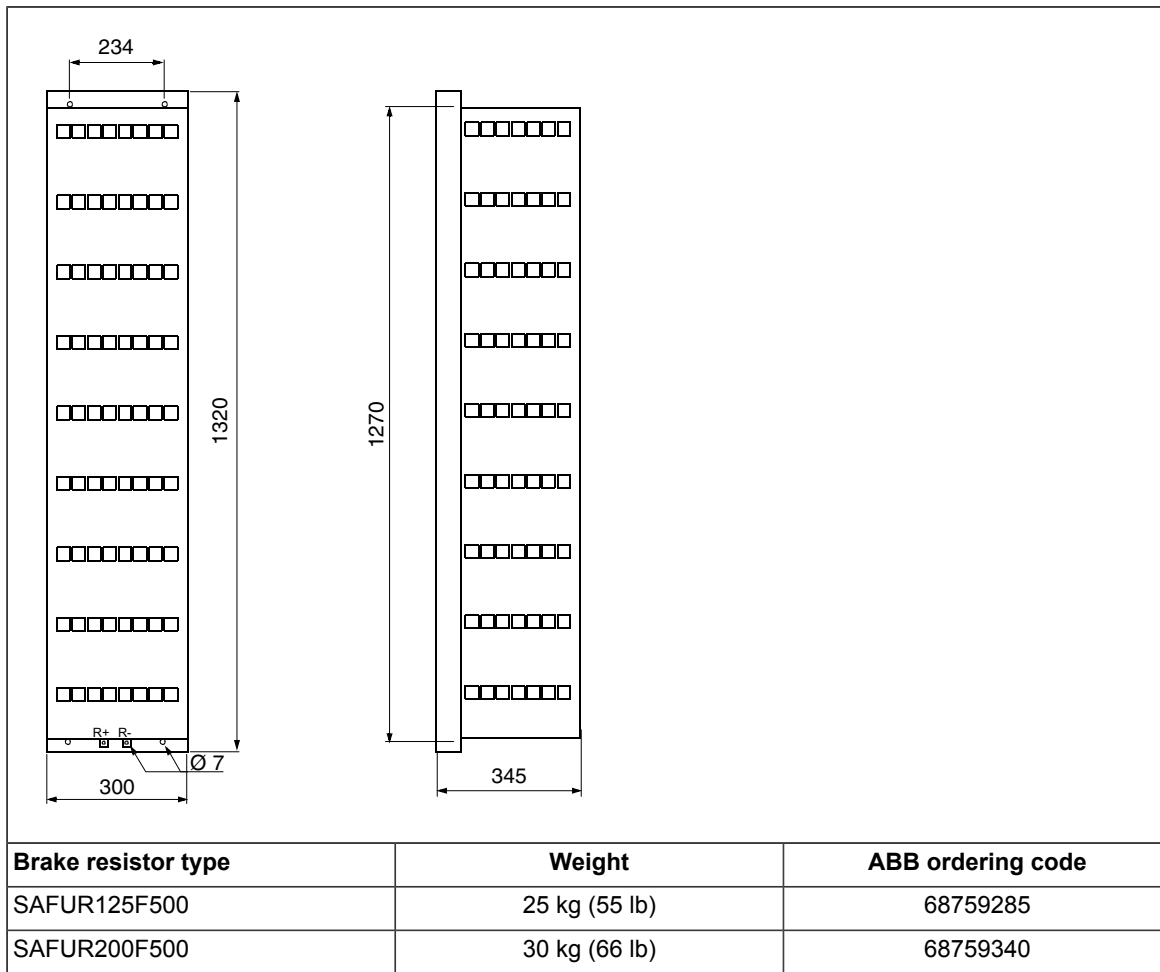 234
1320
1270
R+ R-
Ø 7
300
345
Brake resistor type Weight ABB ordering code
SAFUR125F500 25 kg (55 lb) 68759285
SAFUR200F500 30 kg (66 lb) 68759340